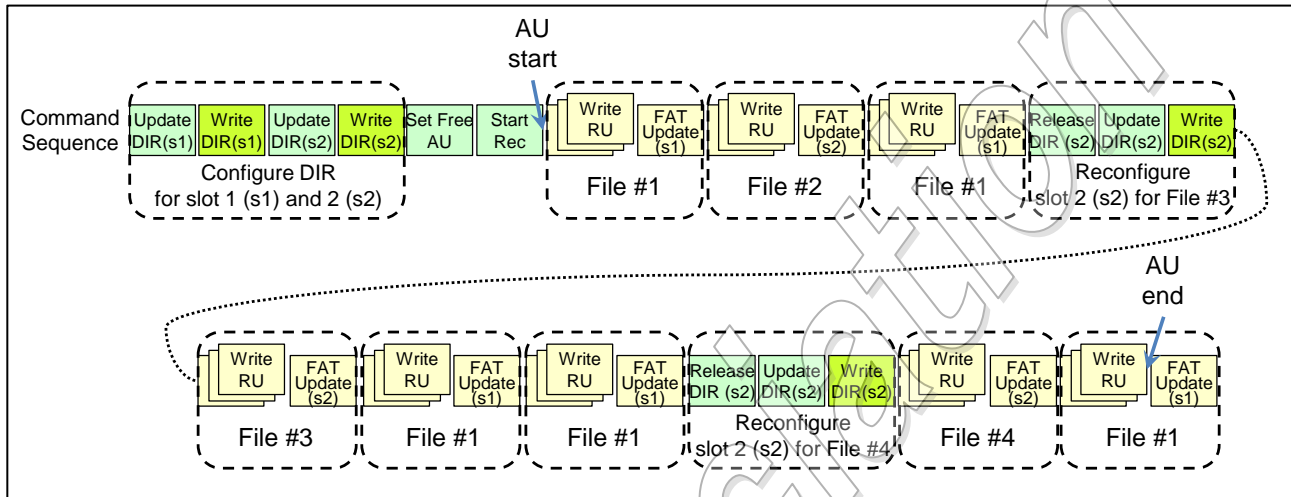 AU
start
Command
Sequence
Update
DIR(s1)
Write
DIR(s1)
Update
DIR(s2)
Write
DIR(s2)
Set Free
AU
Start
Rec
Write
RU
FAT
Update
(s1)
Write
RU
FAT
Update
(s2)
Write
RU
FAT
Update
(s1)
Release
DIR (s2)
Update
DIR(s2)
Write
DIR(s2)
Configure DIR
for slot 1 (s1) and 2 (s2)
File #1
File #2
File #1
Reconfigure
slot 2 (s2) for File #3
AU
end
Write
RU
FAT
Update
(s2)
Write
RU
FAT
Update
(s1)
Write
RU
FAT
Update
(s1)
Release
DIR (s2)
Update
DIR(s2)
Write
DIR(s2)
Write
RU
FAT
Update
(s2)
Write
RU
FAT
Update
(s1)
File #3
File #1
File #1
Reconfigure
slot 2 (s2) for File #4
File #4
File #1